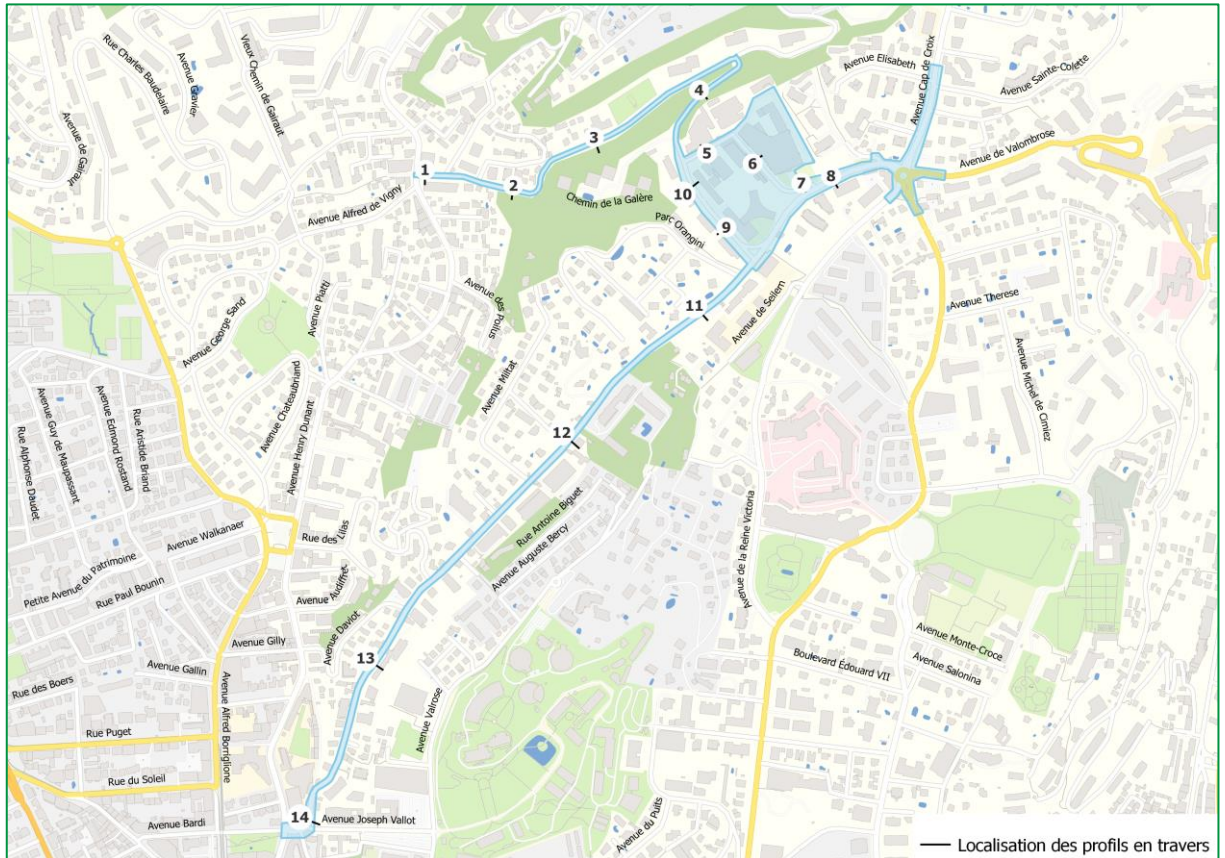 Rue Charles Baudelaire
Avenue Gravier
Vieux Chemin de Gairaut
Avenue Elisabeth
Avenue Cap de Croix
Avenue Sainte-Colette
Avenue de Gairaut
4
3
5
6
7
8
Avenue de Valombrose
1
2
Avenue Alfred de Vigny
Chemin de la Galère
10
Parc Orangini
9
Avenue George Sand
Avenue Piatti
Avenue des Poilus
11
Avenue de Seilern
Avenue Therese
Avenue Miltat
Avenue Michel de Cimiez
Avenue Chateaubriand
Avenue Henry Dunant
Rue Alphonse Daudet
Avenue Guy de Maupassant
Avenue Edmond Rostand
Rue Aristide Briand
12
Rue Antoine Biguet
Avenue Auguste Bercy
Avenue de la Reine Victoria
Avenue Walkanaer
Rue des Lilas
Petite Avenue du Patrimoine
Rue Paul Bounin
Avenue Audiffret
Avenue Gilly
Avenue Daviot
13
Avenue Gallin
Rue des Boers
Avenue Alfred Borriglione
Avenue Valrose
Avenue Monte-Croce
Boulevard Édouard VII
Avenue Salonina
Rue Puget
Rue du Soleil
14
Avenue Bardi
Avenue Joseph Vallot
Avenue du Puits
Localisation des profils en travers